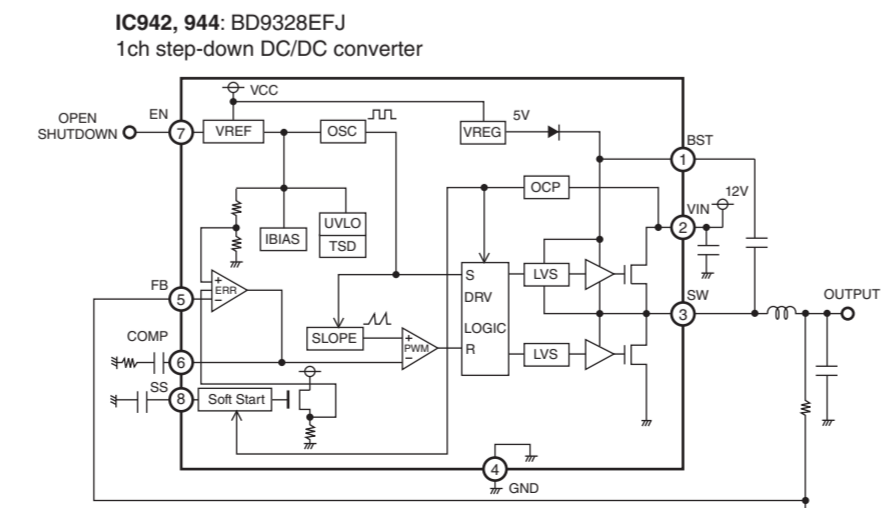 IC942, 944: BD9328EFJ
1ch step-down DC/DC converter
VCC
OPEN
SHUTDOWN
EN
7
VREF
OSC
VREG
5V
BST
1
OCP
12V
VIN
2
IBIAS
UVLO
TSD
FB
5
+
ERR
−
S
DRV
LOGIC
R
LVS
LVS
SW
3
OUTPUT
SLOPE
+
PWM
−
COMP
6
SS
8
Soft Start
4
GND